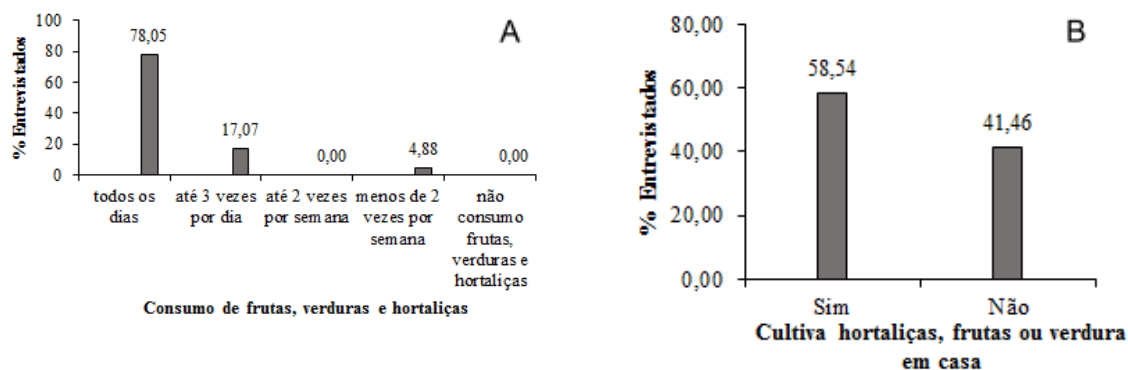 A
% Entrevistados
100
80
60
40
20
0
78,05
17,07
0,00
4,88
0,00
todos os
dias
até 3 vezes
por dia
até 2 vezes
por semana
menos de 2
vezes por
semana
não
consumo
frutas,
verduras e
hortaliças
Consumo de frutas, verduras e hortaliças
B
% Entrevistados
80,00
60,00
40,00
20,00
0,00
58,54
41,46
Sim
Não
Cultiva hortaliças, frutas ou verdura
em casa